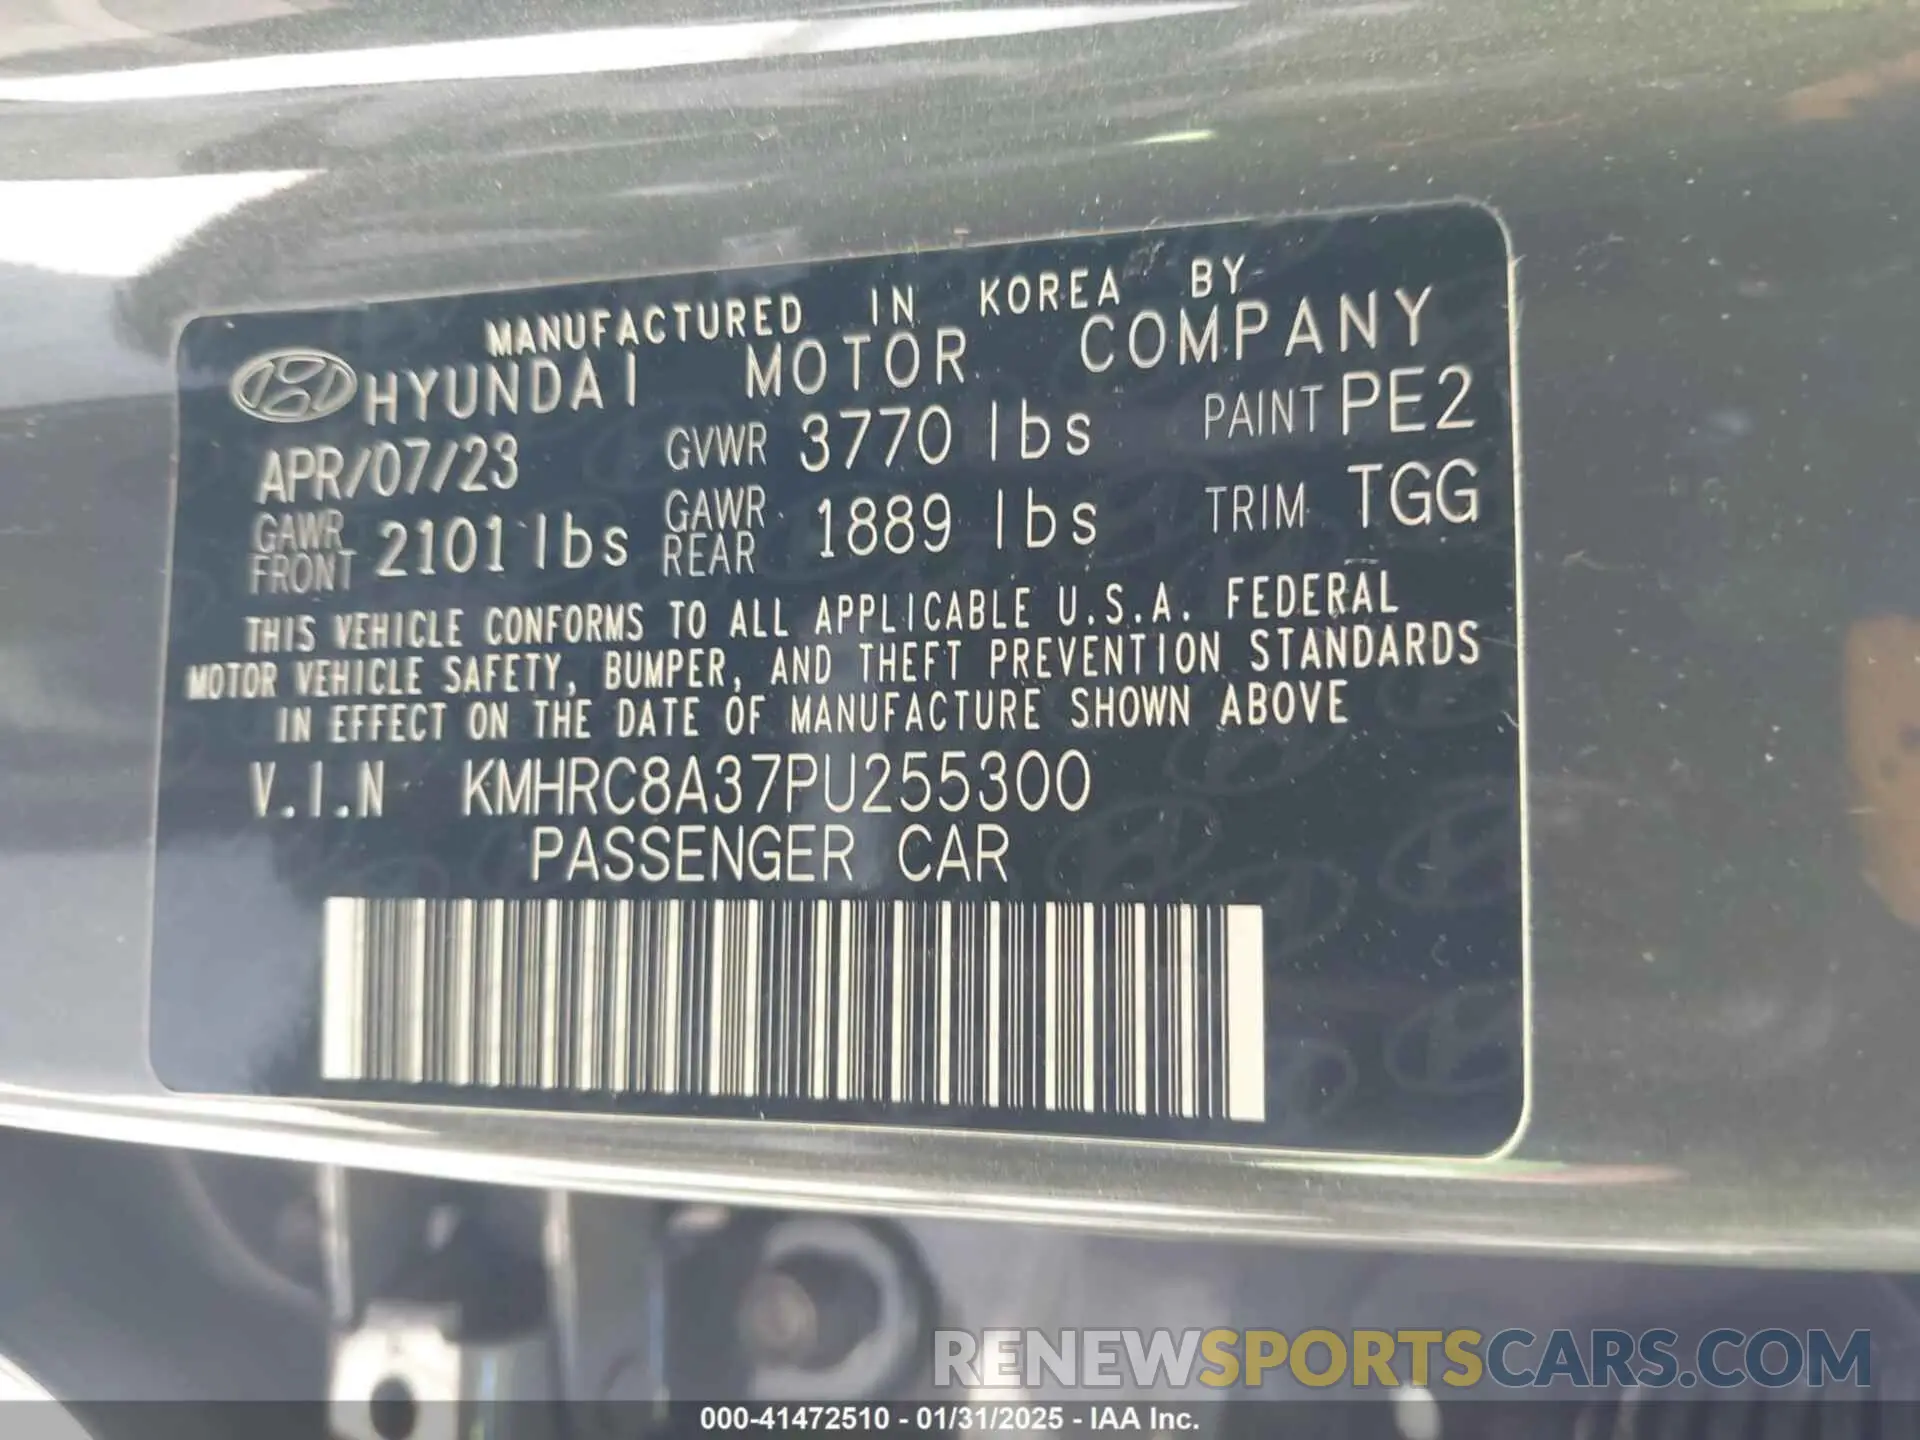 MANUFACTURED IN KOREA BY
HYUNDAI MOTOR COMPANY
APR/07/23 GVWR 3770 lbs PAINT PE2
GAWR FRONT 2101 lbs GAWR REAR 1889 lbs TRIM TGG
THIS VEHICLE CONFORMS TO ALL APPLICABLE U.S.A. FEDERAL
MOTOR VEHICLE SAFETY, BUMPER, AND THEFT PREVENTION STANDARDS
IN EFFECT ON THE DATE OF MANUFACTURE SHOWN ABOVE
V.I.N KMHRC8A37PU255300
PASSENGER CAR
RENEWSPORTSCARS.COM
000-41472510 - 01/31/2025 - IAA Inc.